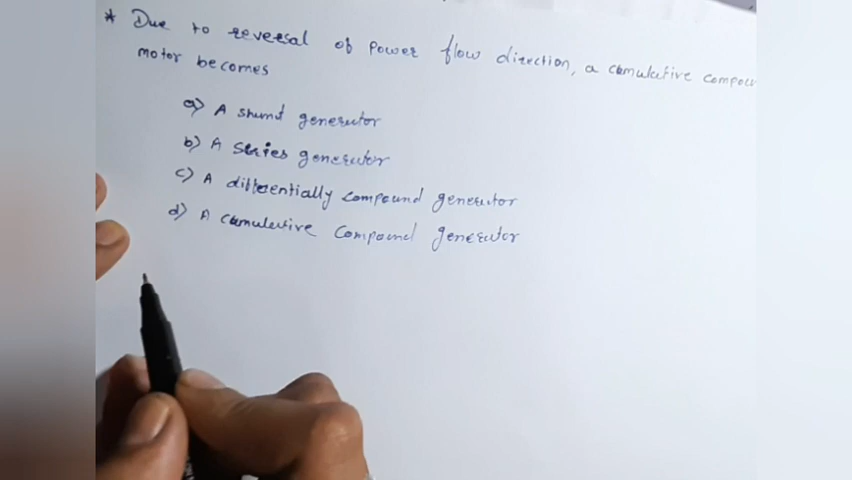 * Due to reversal of Power flow direction, a cumulative compoun
motor becomes
a) A shunt generator
b) A series generator
c) A differentially compound generator
d) A cumulative compound generator